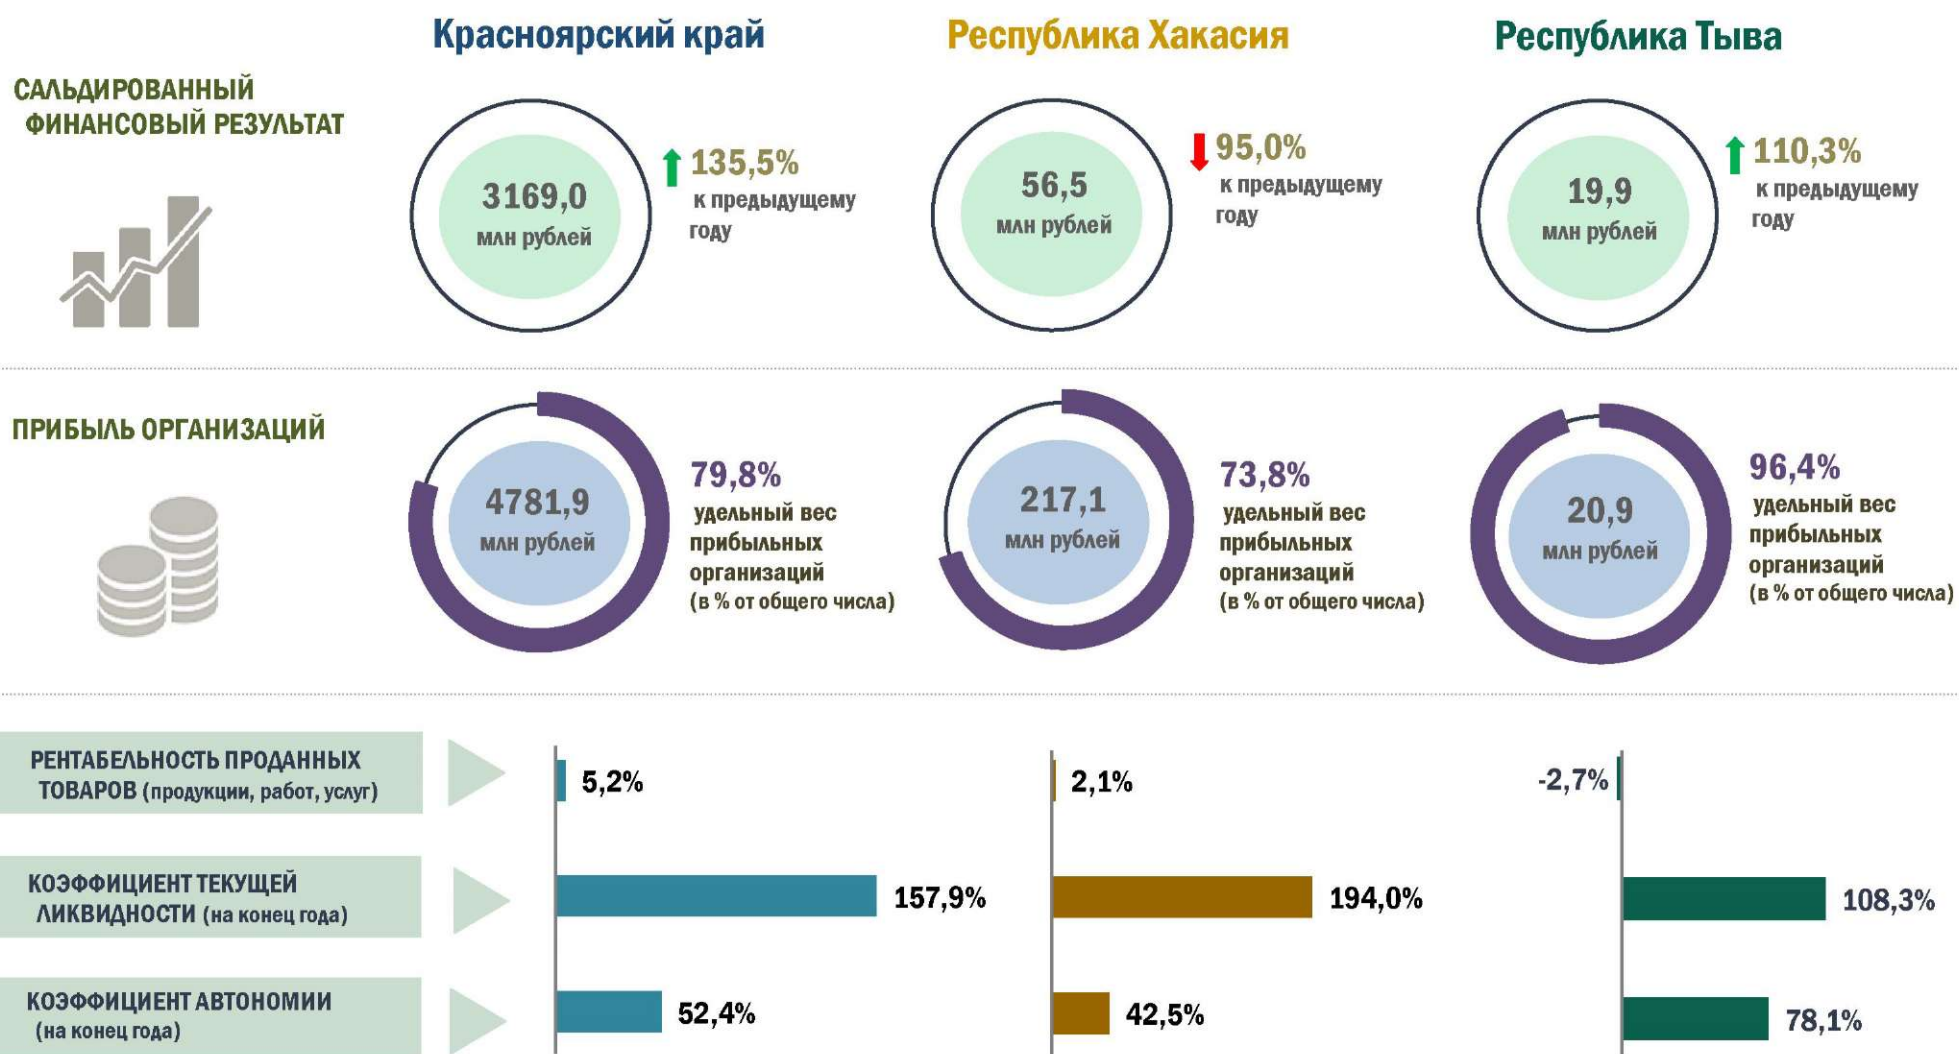 Красноярский край
Республика Хакасия
Республика Тыва
САЛЬДИРОВАННЫЙ
ФИНАНСОВЫЙ РЕЗУЛЬТАТ
3169,0
млн рублей
135,5%
к предыдущему
году
56,5
млн рублей
95,0%
к предыдущему
году
19,9
млн рублей
110,3%
к предыдущему
году
ПРИБЫЛЬ ОРГАНИЗАЦИЙ
4781,9
млн рублей
79,8%
удельный вес
прибыльных
организаций
(в % от общего числа)
217,1
млн рублей
73,8%
удельный вес
прибыльных
организаций
(в % от общего числа)
20,9
млн рублей
96,4%
удельный вес
прибыльных
организаций
(в % от общего числа)
РЕНТАБЕЛЬНОСТЬ ПРОДАННЫХ
ТОВАРОВ (продукции, работ, услуг)
5,2%
2,1%
-2,7%
КОЭФФИЦИЕНТ ТЕКУЩЕЙ
ЛИКВИДНОСТИ (на конец года)
157,9%
194,0%
108,3%
КОЭФФИЦИЕНТ АВТОНОМИИ
(на конец года)
52,4%
42,5%
78,1%